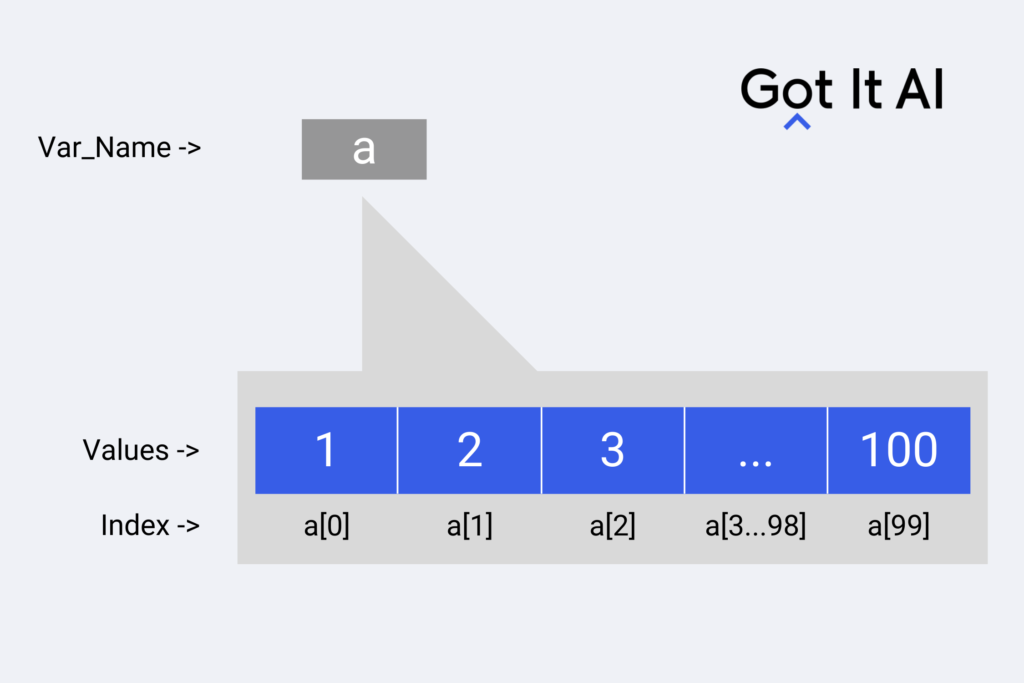 Got It AI
Var_Name -> a
Values -> 1 2 3 ... 100
Index -> a[0] a[1] a[2] a[3...98] a[99]